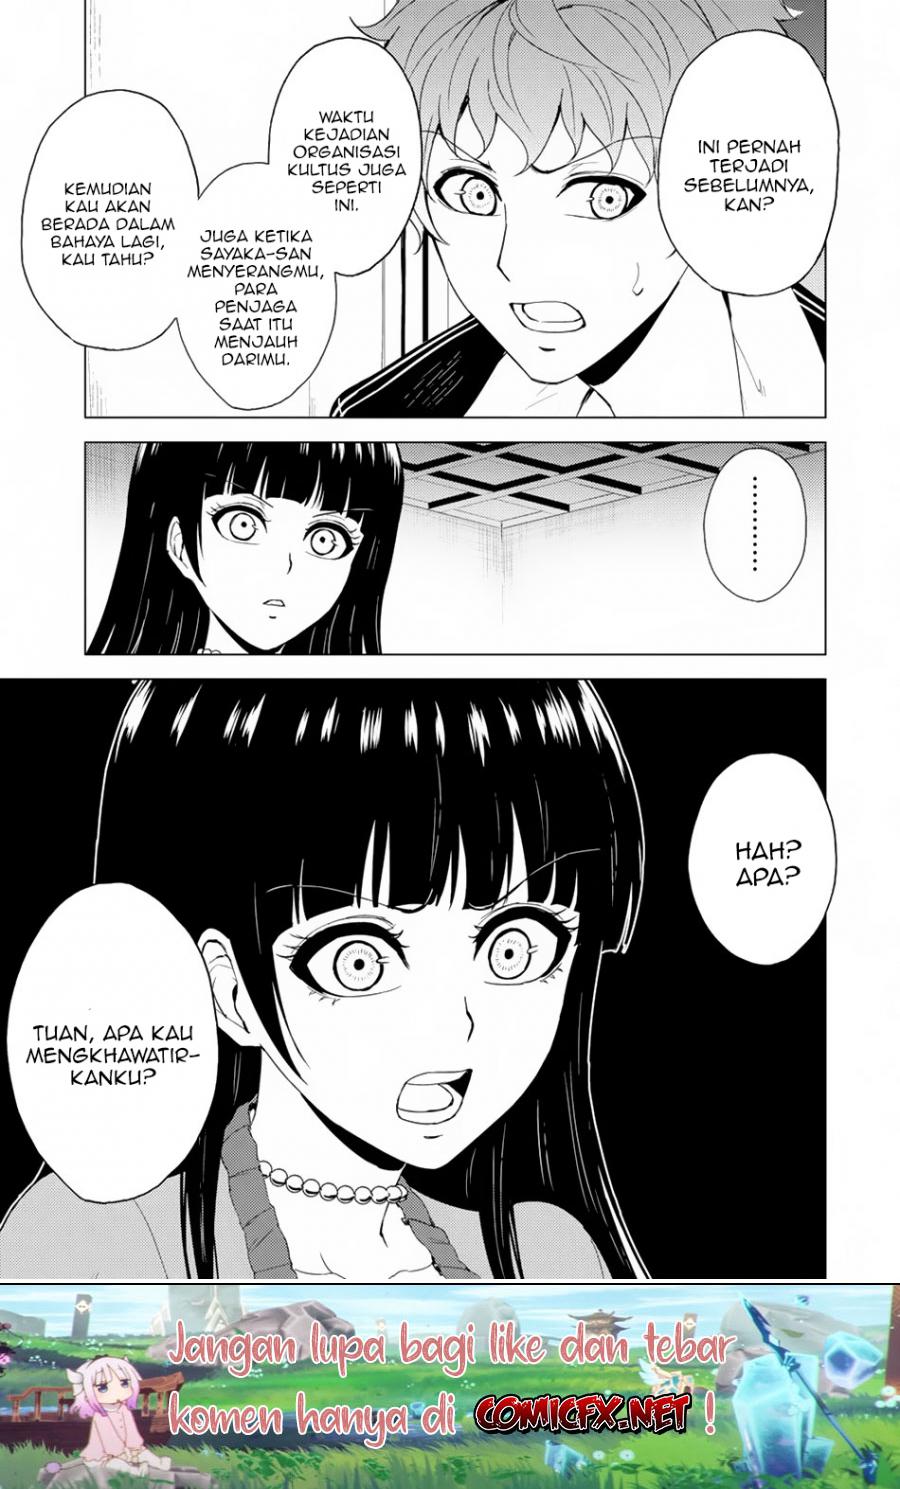 INI PERNAH
TERJADI
SEBELUMNYA,
KAN?
WAKTU
KEJADIAN
ORGANISASI
KULTUS JUGA
SEPERTI
INI.
JUGA KETIKA
SAYAKA-SAN
MENYERANGMU,
PARA
PENJAGA
SAAT ITU
MENJAUH
DARIMU.
KEMUDIAN
KAU AKAN
BERADA DALAM
BAHAYA LAGI,
KAU TAHU?
...........
HAH?
APA?
TUAN, APA KAU
MENGKHAWATIR-
KANKU?
Jangan lupa bagi like dan tebar
komen hanya di COMICFX.NET !